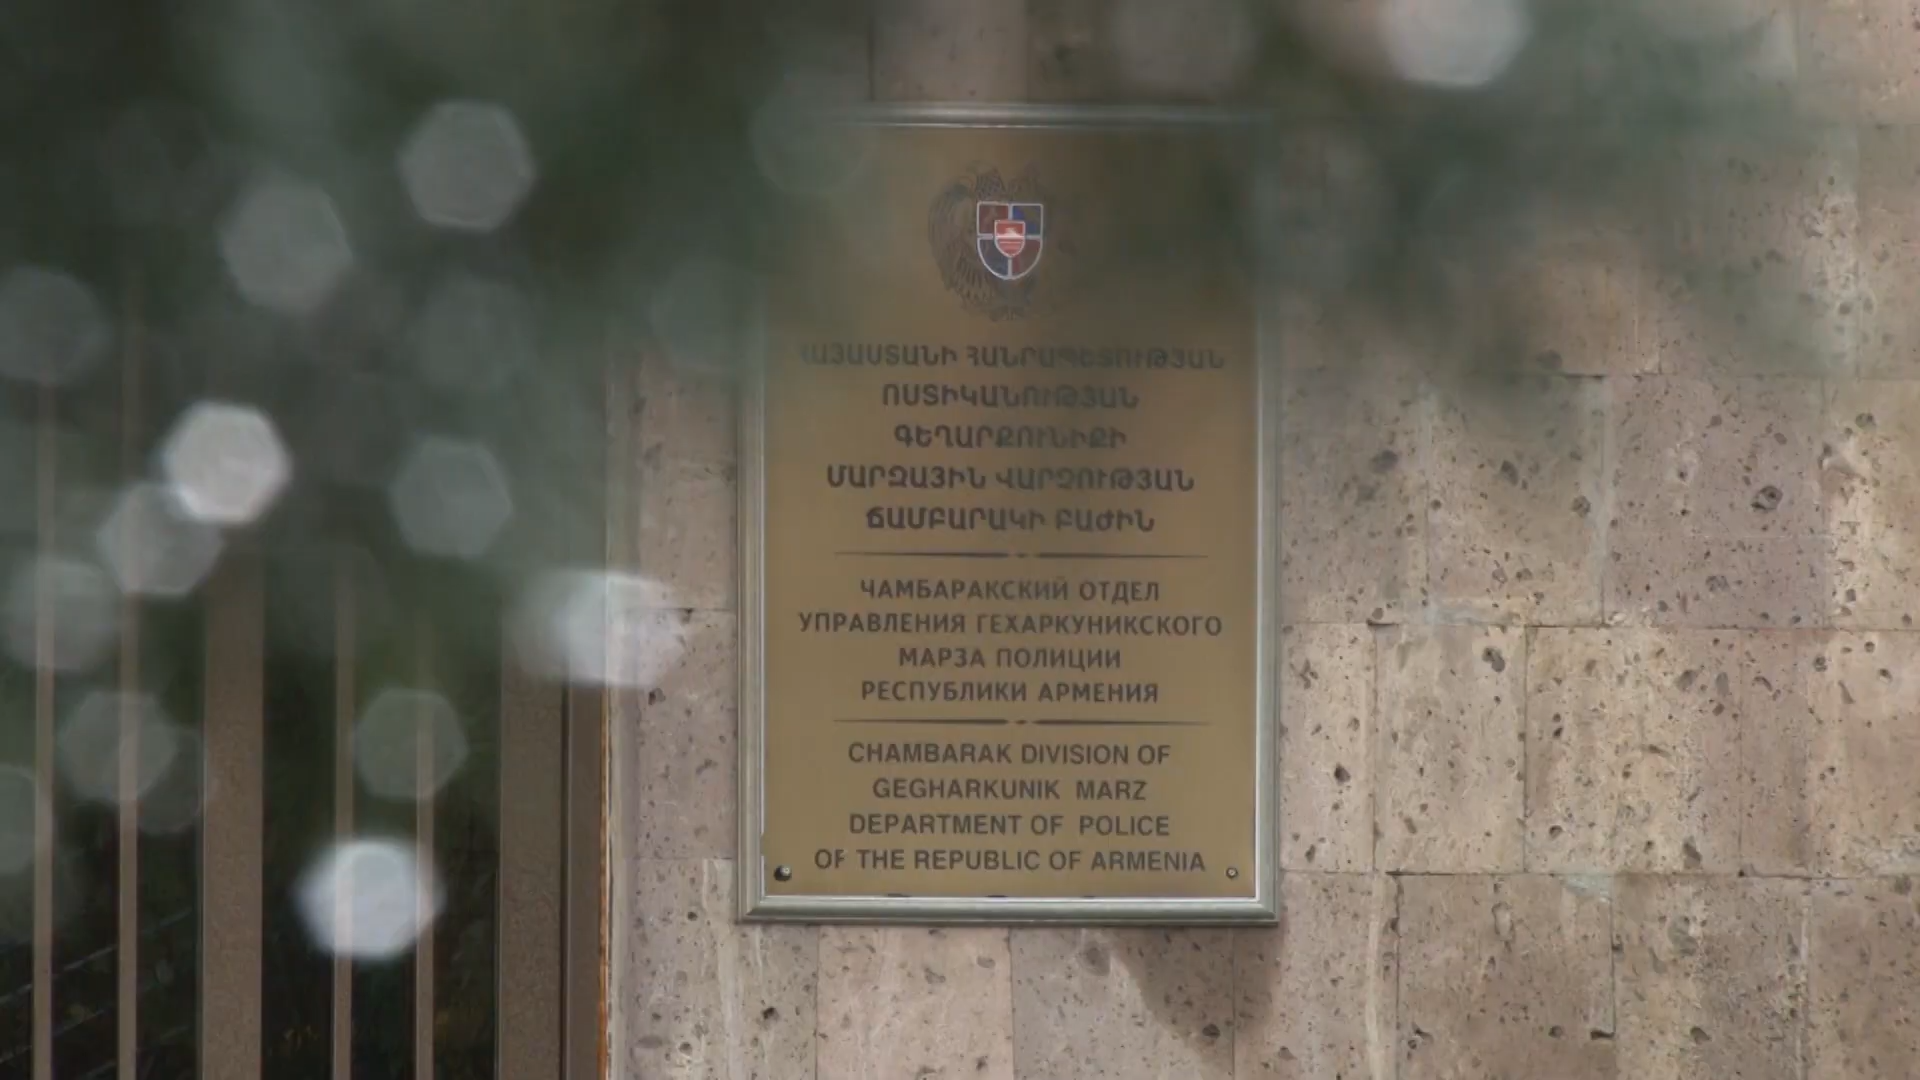 ՀԱՅԱՍՏԱՆԻ ՀԱՆՐԱՊԵՏՈՒԹՅԱՆ
ՈՍՏԻԿԱՆՈՒԹՅԱՆ
ԳԵՂԱՐՔՈՒՆԻՔԻ
ՄԱՐԶԱՅԻՆ ՎԱՐՉՈՒԹՅԱՆ
ՃԱՄԲԱՐԱԿԻ ԲԱԺԻՆ
ЧАМБАРАКСКИЙ ОТДЕЛ
УПРАВЛЕНИЯ ГЕХАРКУНИКСКОГО
МАРЗА ПОЛИЦИИ
РЕСПУБЛИКИ АРМЕНИЯ
CHAMBARAK DIVISION OF
GEGHARKUNIK MARZ
DEPARTMENT OF POLICE
OF THE REPUBLIC OF ARMENIA